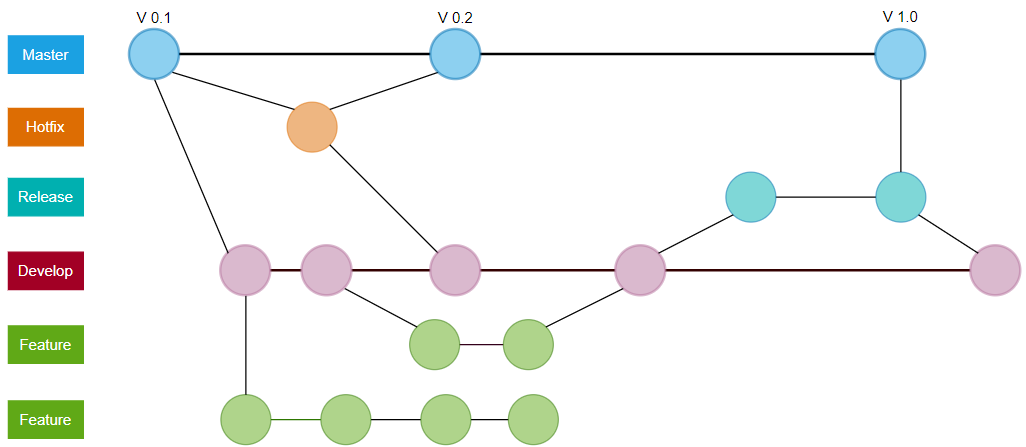 V 0.1
V 0.2
V 1.0
Master
Hotfix
Release
Develop
Feature
Feature